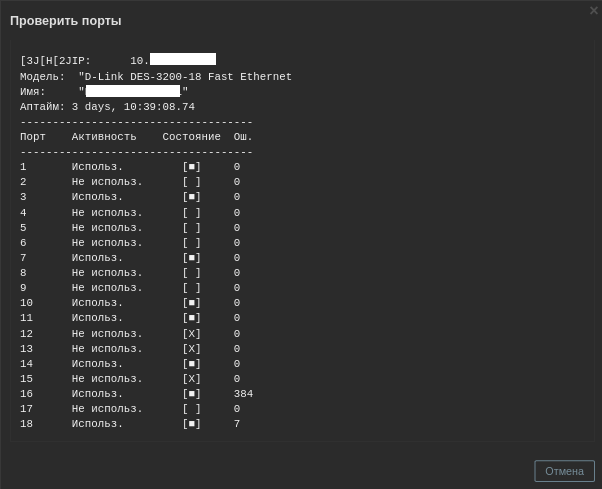 ×
Проверить порты
[3J[H[2JIP:      10.
Модель:  "D-Link DES-3200-18 Fast Ethernet
Имя:     "
Аптайм: 3 days, 10:39:08.74
------------------------------------
Порт    Активность    Состояние  Ош.
------------------------------------
1       Использ.         [■]     0
2       Не использ.      [ ]     0
3       Использ.         [■]     0
4       Не использ.      [ ]     0
5       Не использ.      [ ]     0
6       Не использ.      [ ]     0
7       Использ.         [■]     0
8       Не использ.      [ ]     0
9       Не использ.      [ ]     0
10      Использ.         [■]     0
11      Использ.         [■]     0
12      Не использ.      [X]     0
13      Не использ.      [X]     0
14      Использ.         [■]     0
15      Не использ.      [X]     0
16      Использ.         [■]     384
17      Не использ.      [ ]     0
18      Использ.         [■]     7
Отмена